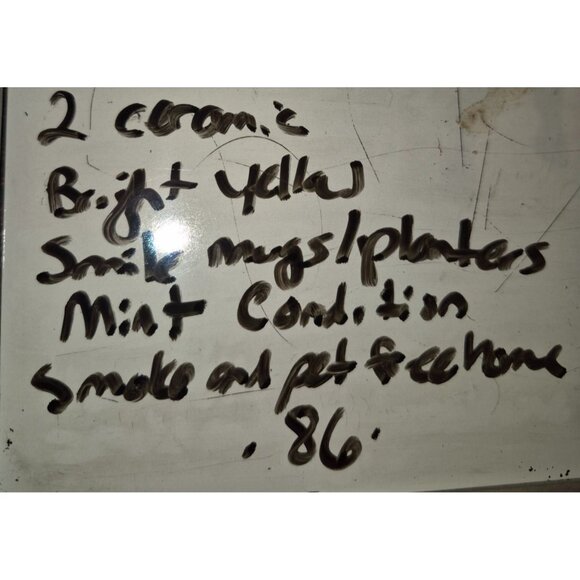 2 ceramic
Bright yellow
Smile mugs/planters
Mint Condition
Smoke and pet free home
.86.